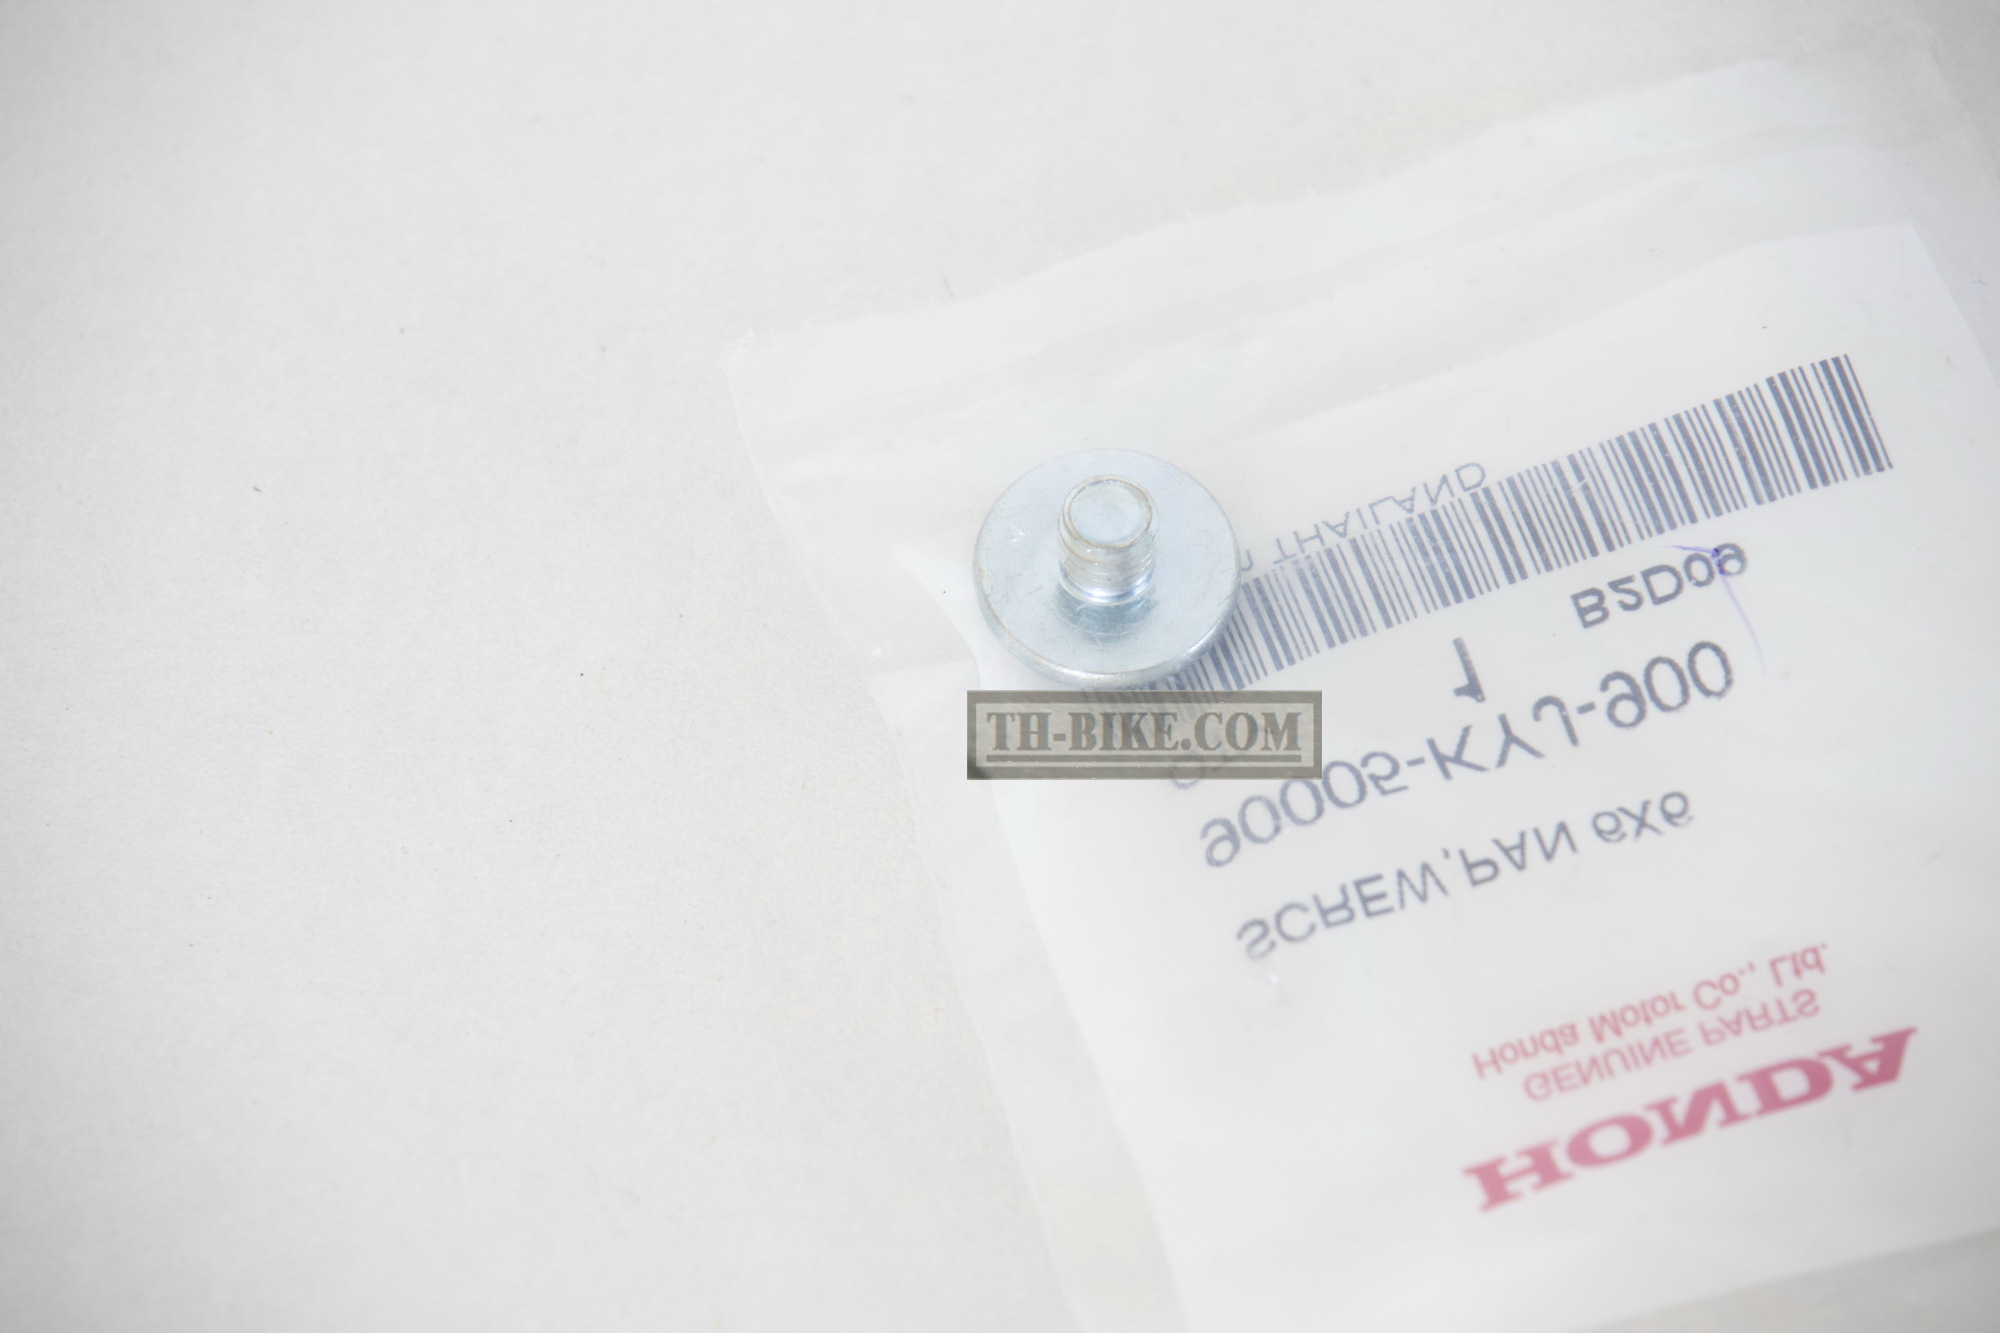 HONDA
GENUINE PARTS
Honda Motor Co., Ltd.
SCREW,PAN 6X6
90005-KYJ-900
1
B2D09
THAILAND
TH-BIKE.COM